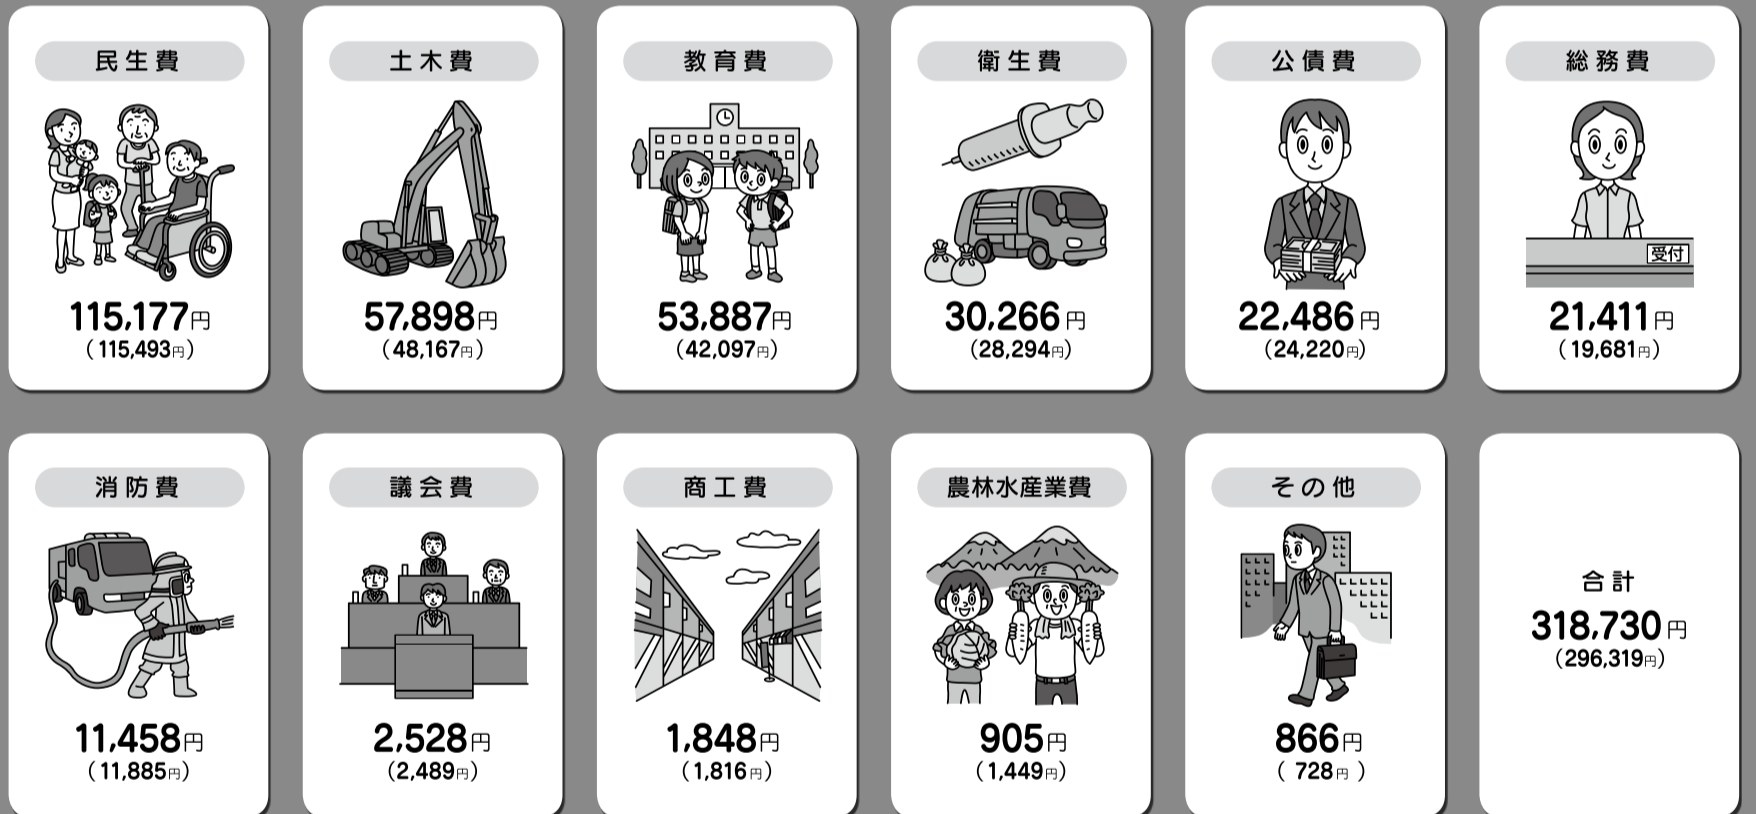 民生費
115,177円
(115,493円)
土木費
57,898円
(48,167円)
教育費
53,887円
(42,097円)
衛生費
30,266円
(28,294円)
公債費
22,486円
(24,220円)
総務費
受付
21,411円
(19,681円)
消防費
11,458円
(11,885円)
議会費
2,528円
(2,489円)
商工費
1,848円
(1,816円)
農林水産業費
905円
(1,449円)
その他
866円
(728円)
合計
318,730円
(296,319円)